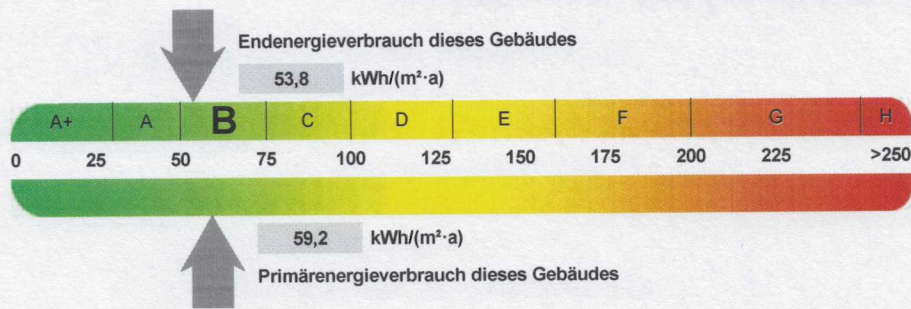 Endenergieverbrauch dieses Gebäudes
53,8 kWh/(m²·a)
A+ A B C D E F G H
0 25 50 75 100 125 150 175 200 225 >250
59,2 kWh/(m²·a)
Primärenergieverbrauch dieses Gebäudes